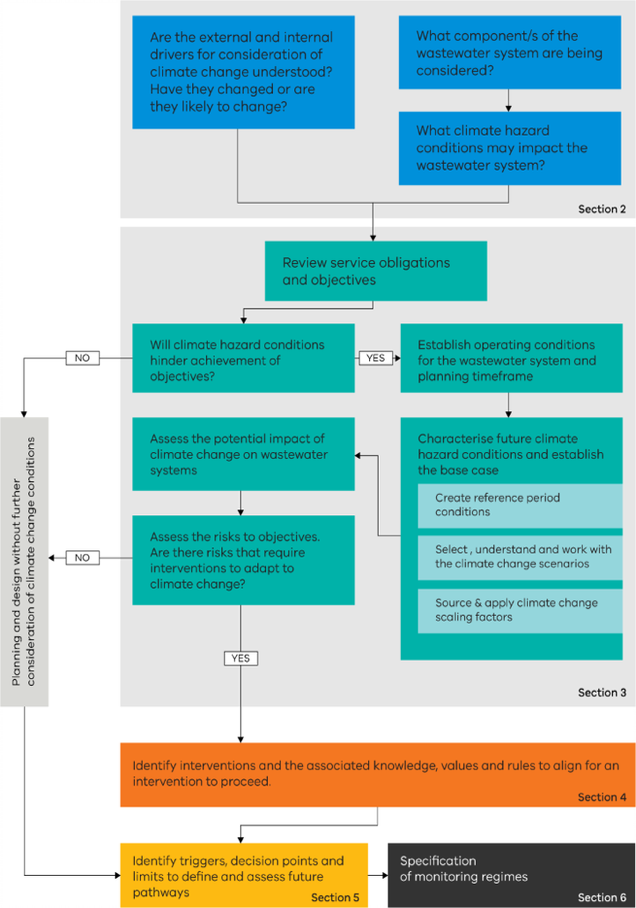 Are the external and internal
drivers for consideration of
climate change understood?
Have they changed or are
they likely to change?
What component/s of the
wastewater system are being
considered?
What climate hazard
conditions may impact the
wastewater system?
Section 2
Review service obligations
and objectives
Will climate hazard conditions
hinder achievement of
objectives?
NO
YES
Establish operating conditions
for the wastewater system and
planning timeframe
Characterise future climate
hazard conditions and establish
the base case
Create reference period
conditions
Select , understand and work with
the climate change scenarios
Source & apply climate change
scaling factors
Assess the potential impact of
climate change on wastewater
systems
Assess the risks to objectives.
Are there risks that require
interventions to adapt to
climate change?
NO
YES
Planning and design without further
consideration of climate change conditions
Section 3
Identify interventions and the associated knowledge, values and rules to align for an
intervention to proceed.
Section 4
Identify triggers, decision points and
limits to define and assess future
pathways
Section 5
Specification
of monitoring regimes
Section 6